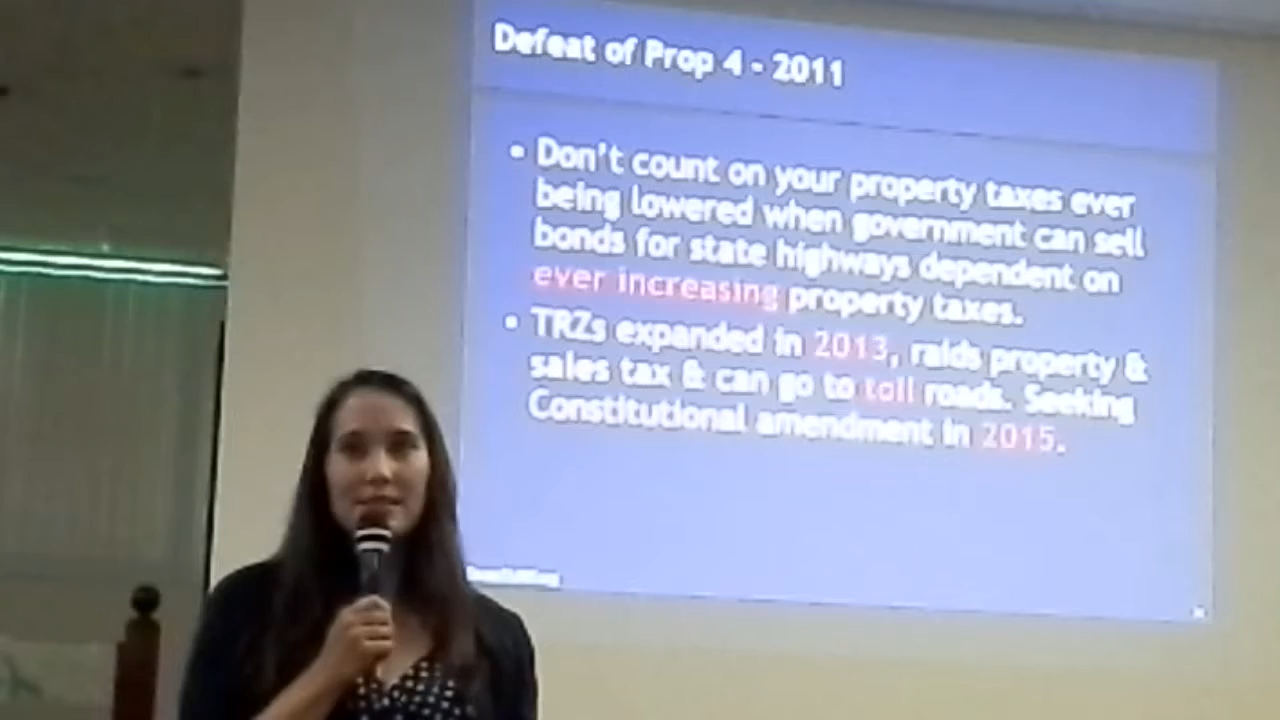 Defeat of Prop 4 - 2011
• Don't count on your property taxes ever
being lowered when government can sell
bonds for state highways dependent on
ever increasing property taxes.
• TRZs expanded in 2013, raids property &
sales tax & can go to toll roads. Seeking
Constitutional amendment in 2015.